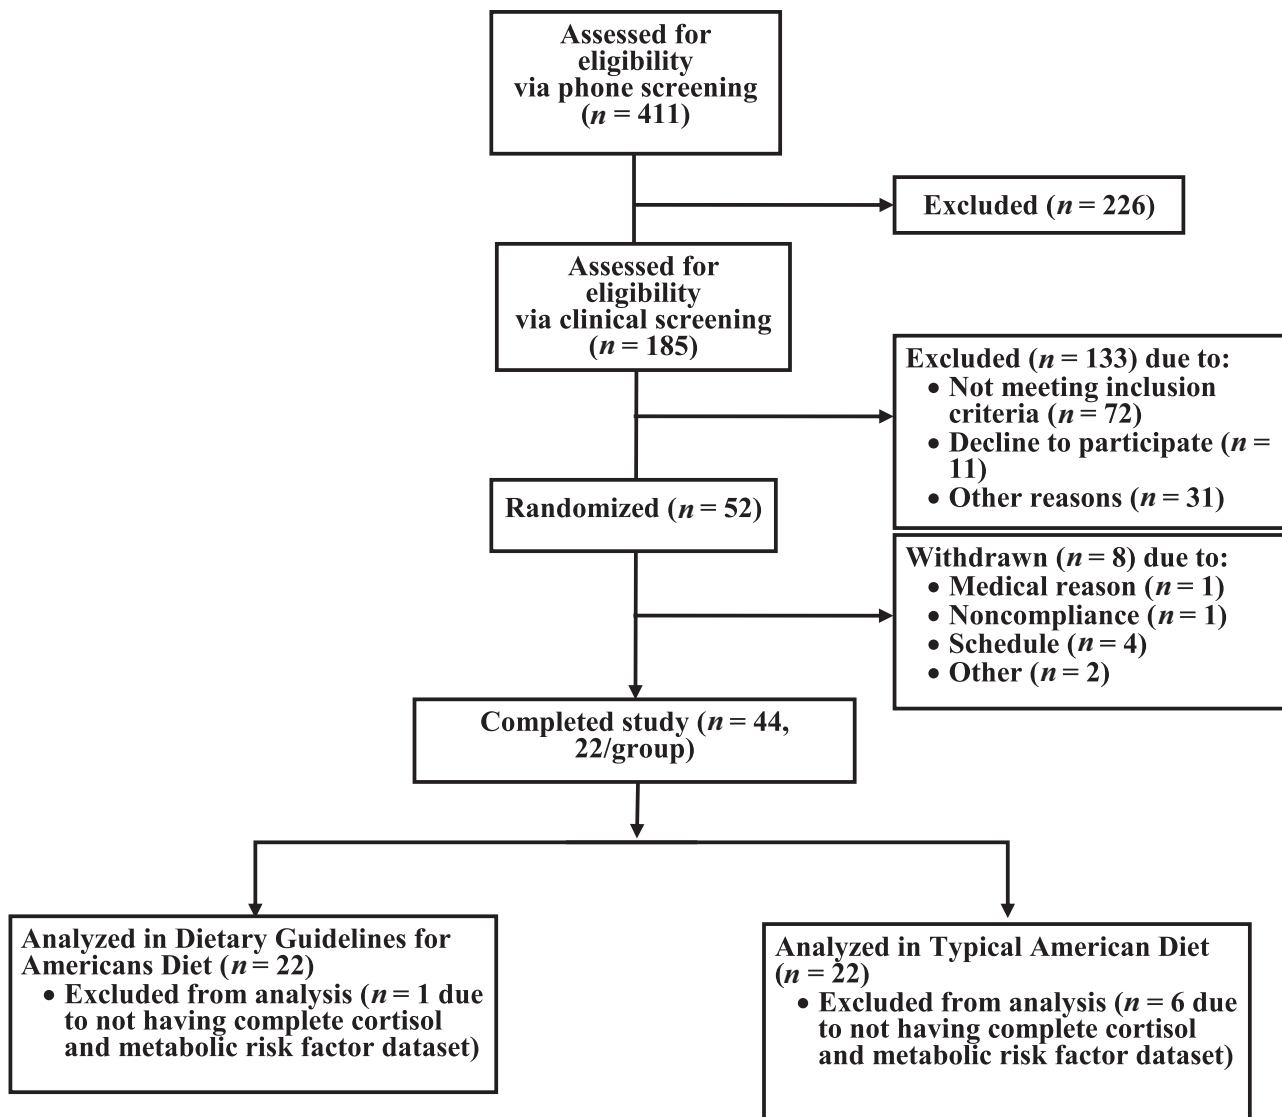 Assessed for
eligibility
via phone screening
(n = 411)
Excluded (n = 226)
Assessed for
eligibility
via clinical screening
(n = 185)
Excluded (n = 133) due to:
• Not meeting inclusion
criteria (n = 72)
• Decline to participate (n =
11)
• Other reasons (n = 31)
Randomized (n = 52)
Withdrawn (n = 8) due to:
• Medical reason (n = 1)
• Noncompliance (n = 1)
• Schedule (n = 4)
• Other (n = 2)
Completed study (n = 44,
22/group)
Analyzed in Dietary Guidelines for
Americans Diet (n = 22)
• Excluded from analysis (n = 1 due
to not having complete cortisol
and metabolic risk factor dataset)
Analyzed in Typical American Diet
(n = 22)
• Excluded from analysis (n = 6 due
to not having complete cortisol
and metabolic risk factor dataset)